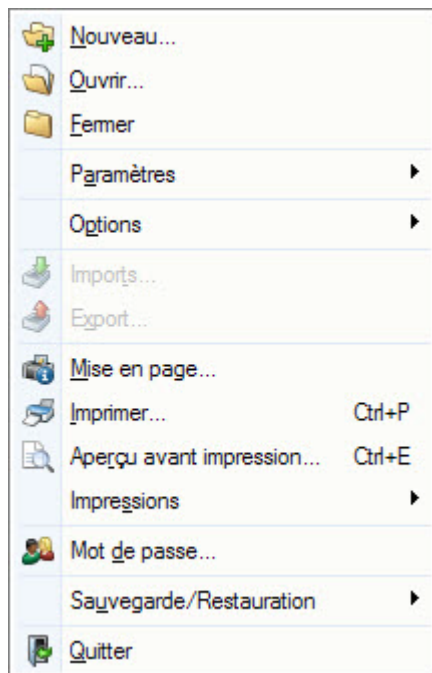 Nouveau...
Ouvrir...
Fermer
Paramètres
Options
Imports...
Export...
Mise en page...
Imprimer... Ctrl+P
Aperçu avant impression... Ctrl+E
Impressions
Mot de passe...
Sauvegarde/Restauration
Quitter